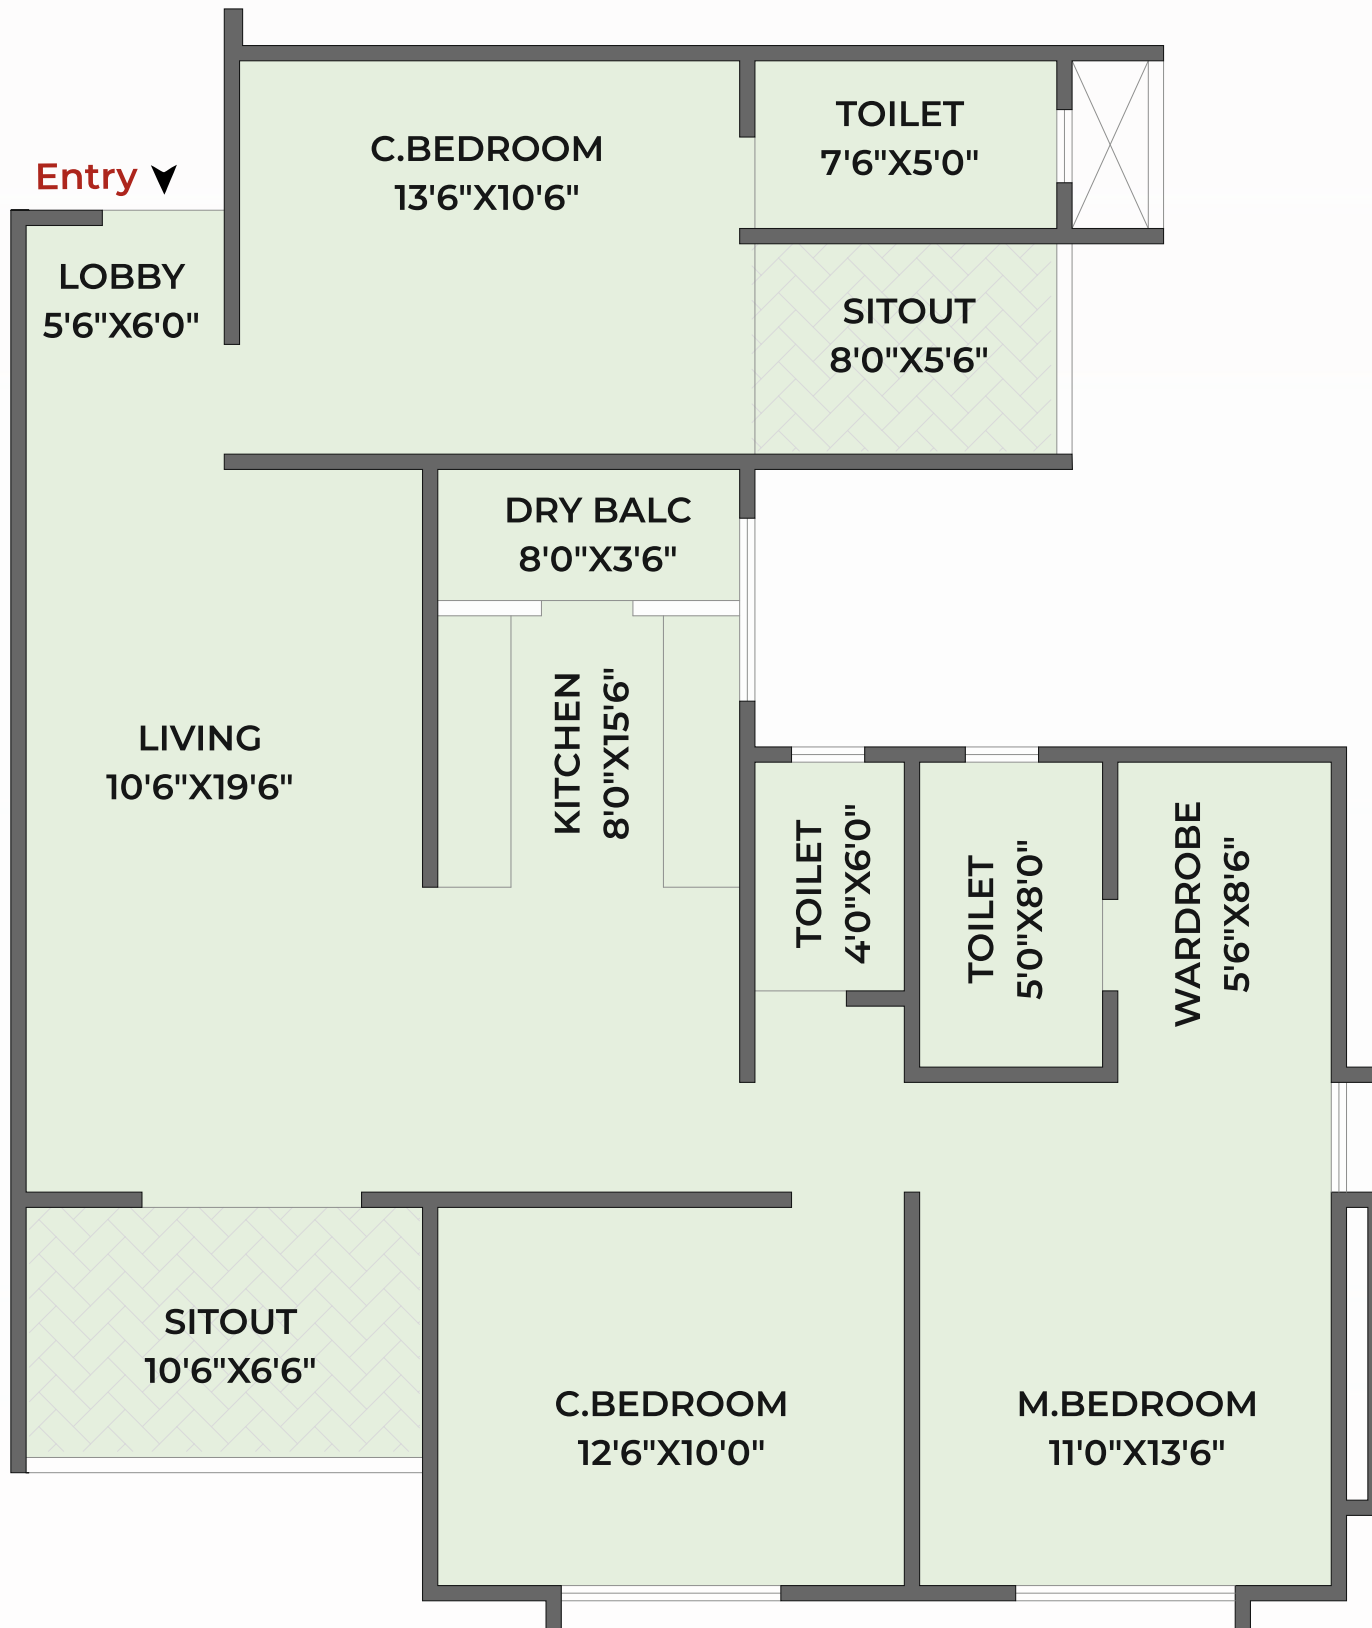 C.BEDROOM
13'6"X10'6"
TOILET
7'6"X5'0"
Entry
LOBBY
5'6"X6'0"
SITOUT
8'0"X5'6"
DRY BALC
8'0"X3'6"
LIVING
10'6"X19'6"
KITCHEN
8'0"X15'6"
TOILET
4'0"X6'0"
TOILET
5'0"X8'0"
WARDROBE
5'6"X8'6"
SITOUT
10'6"X6'6"
C.BEDROOM
12'6"X10'0"
M.BEDROOM
11'0"X13'6"